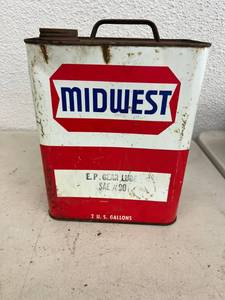 MIDWEST
E.P. GEAR LUBE
SAE 90
2 U.S. GALLONS